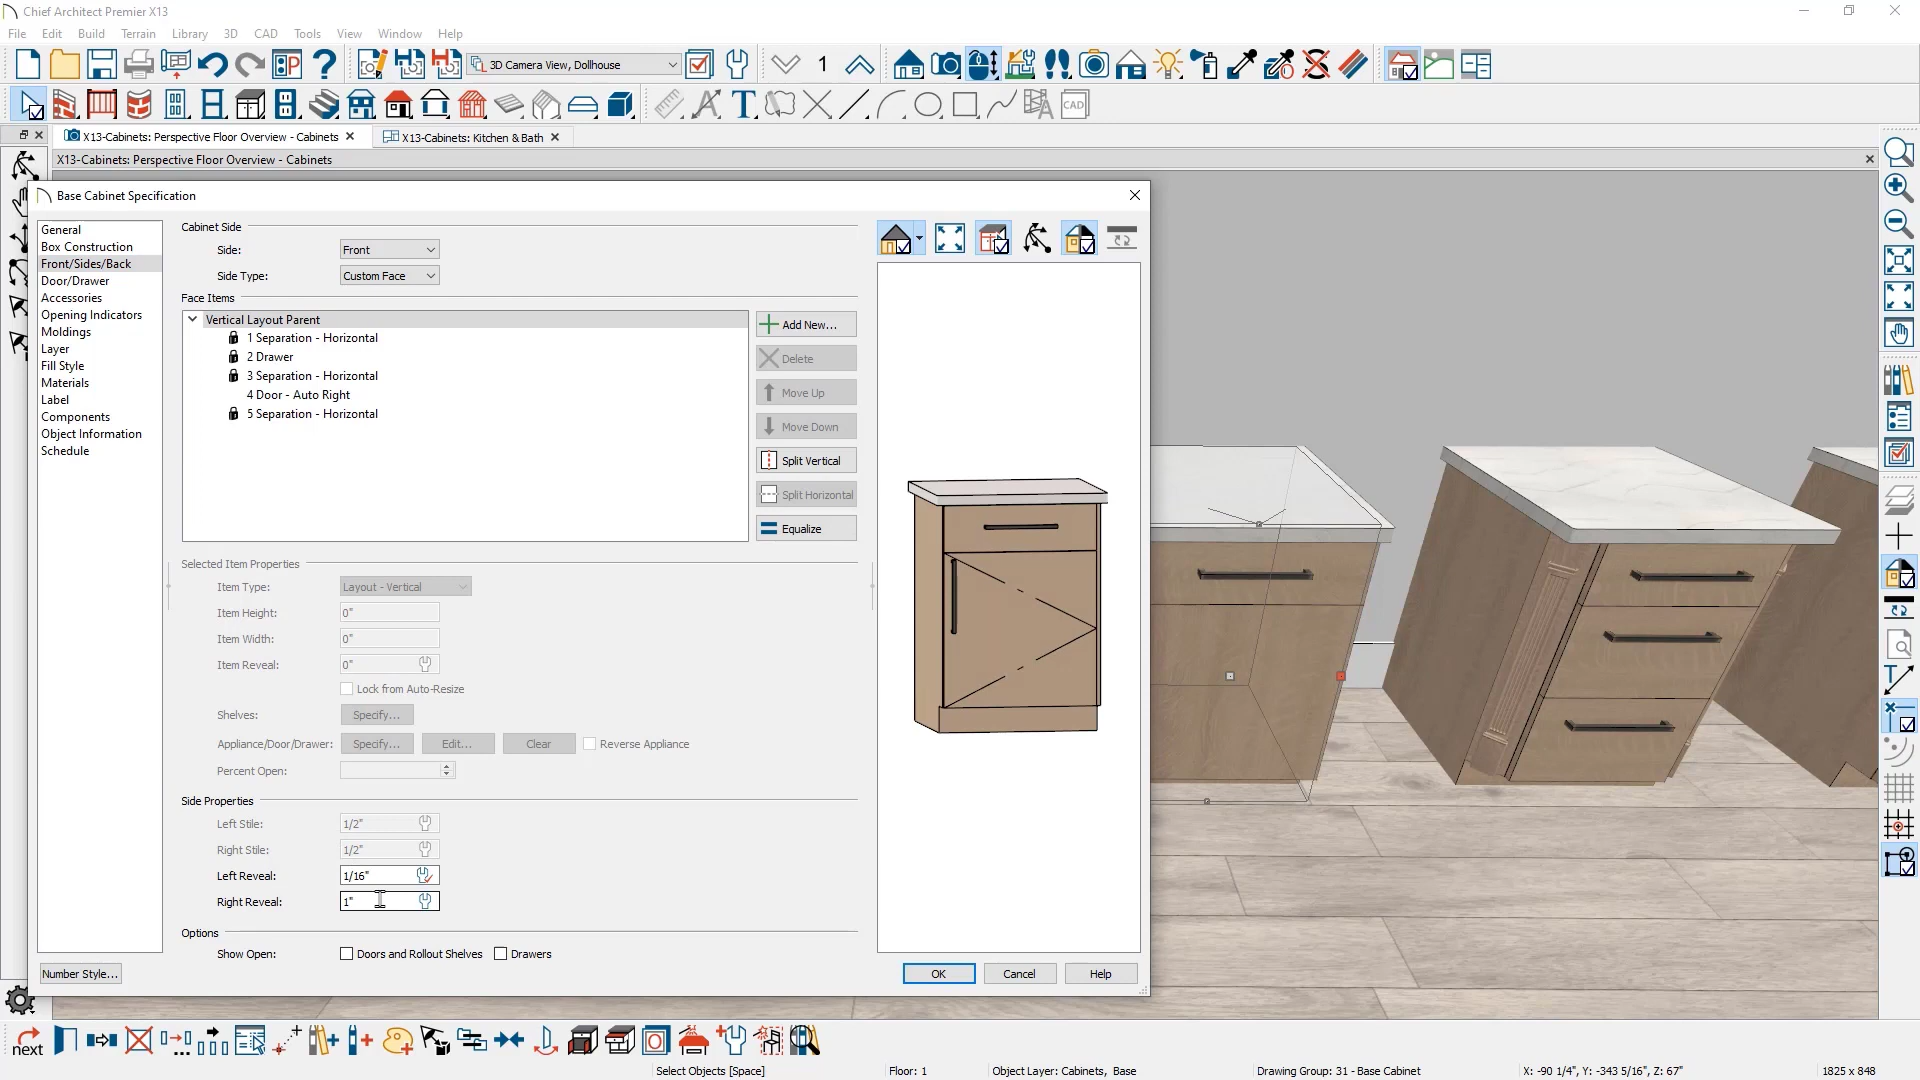 Chief Architect Premier X13
File Edit Build Terrain Library 3D CAD Tools View Window Help
3D Camera View, Dollhouse
1
CAD
X13-Cabinets: Perspective Floor Overview - Cabinets
X13-Cabinets: Kitchen & Bath
X13-Cabinets: Perspective Floor Overview - Cabinets
Base Cabinet Specification
General
Box Construction
Front/Sides/Back
Door/Drawer
Accessories
Opening Indicators
Moldings
Layer
Fill Style
Materials
Label
Components
Object Information
Schedule
Number Style...
Cabinet Side
Side: Front
Side Type: Custom Face
Face Items
Vertical Layout Parent
1 Separation - Horizontal
2 Drawer
3 Separation - Horizontal
4 Door - Auto Right
5 Separation - Horizontal
Add New...
Delete
Move Up
Move Down
Split Vertical
Split Horizontal
Equalize
Selected Item Properties
Item Type: Layout - Vertical
Item Height: 0"
Item Width: 0"
Item Reveal: 0"
Lock from Auto-Resize
Shelves: Specify...
Appliance/Door/Drawer: Specify... Edit... Clear Reverse Appliance
Percent Open:
Side Properties
Left Stile: 1/2"
Right Stile: 1/2"
Left Reveal: 1/16"
Right Reveal: 1"
Options
Show Open: Doors and Rollout Shelves Drawers
OK Cancel Help
next
Select Objects [Space] Floor: 1 Object Layer: Cabinets, Base Drawing Group: 31 - Base Cabinet X: -90 1/4", Y: -343 5/16", Z: 67" 1825 x 848